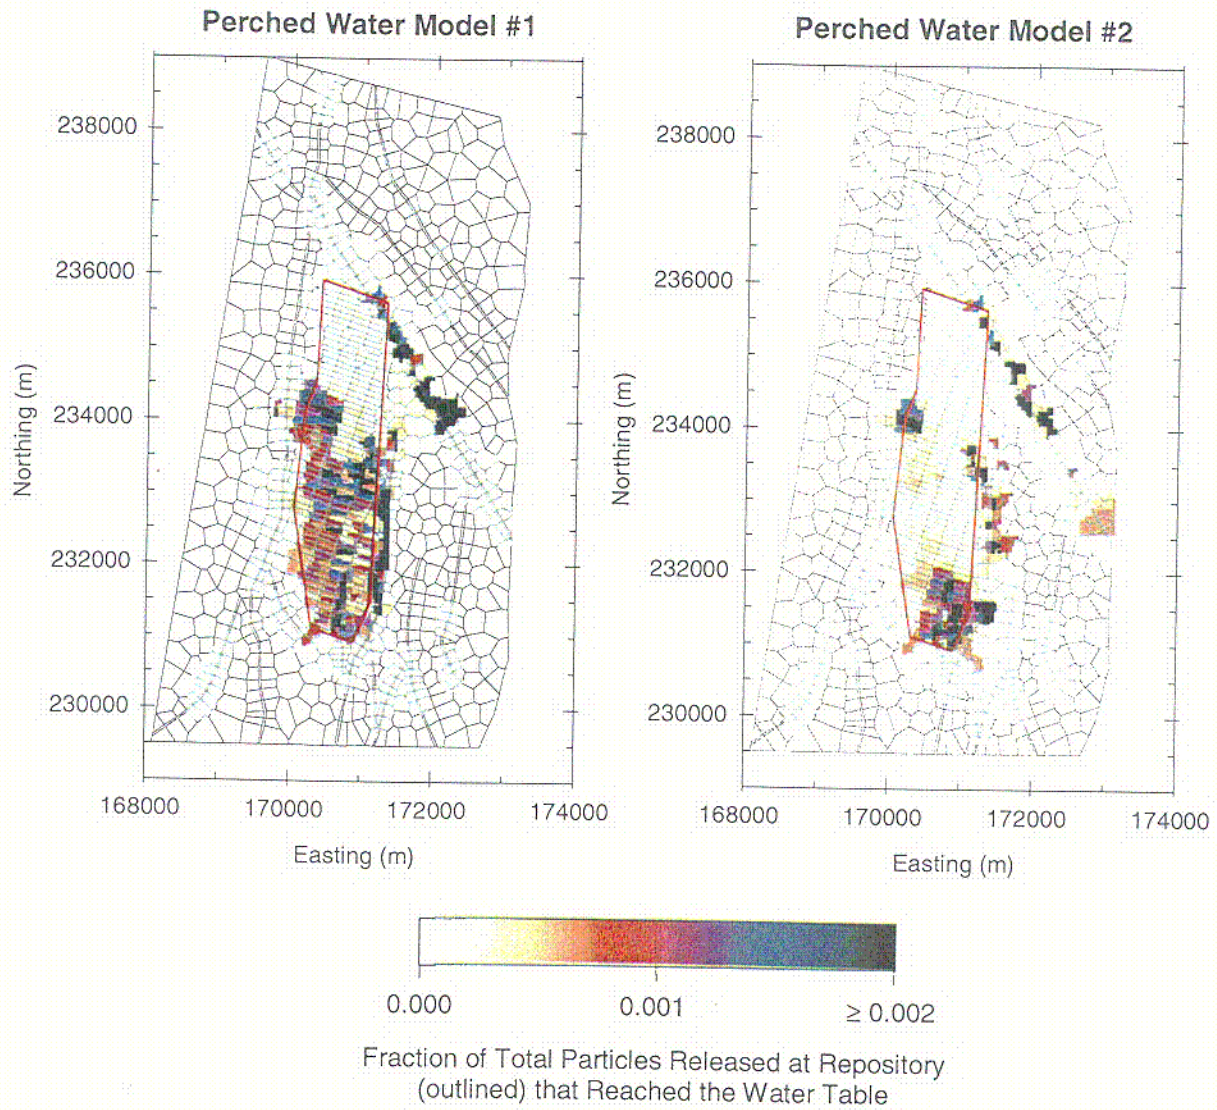 Perched Water Model #1
Perched Water Model #2
238000
236000
234000
232000
230000
Northing (m)
168000
170000
172000
174000
Easting (m)
238000
236000
234000
232000
230000
Northing (m)
168000
170000
172000
174000
Easting (m)
0.000
0.001
≥ 0.002
Fraction of Total Particles Released at Repository
(outlined) that Reached the Water Table